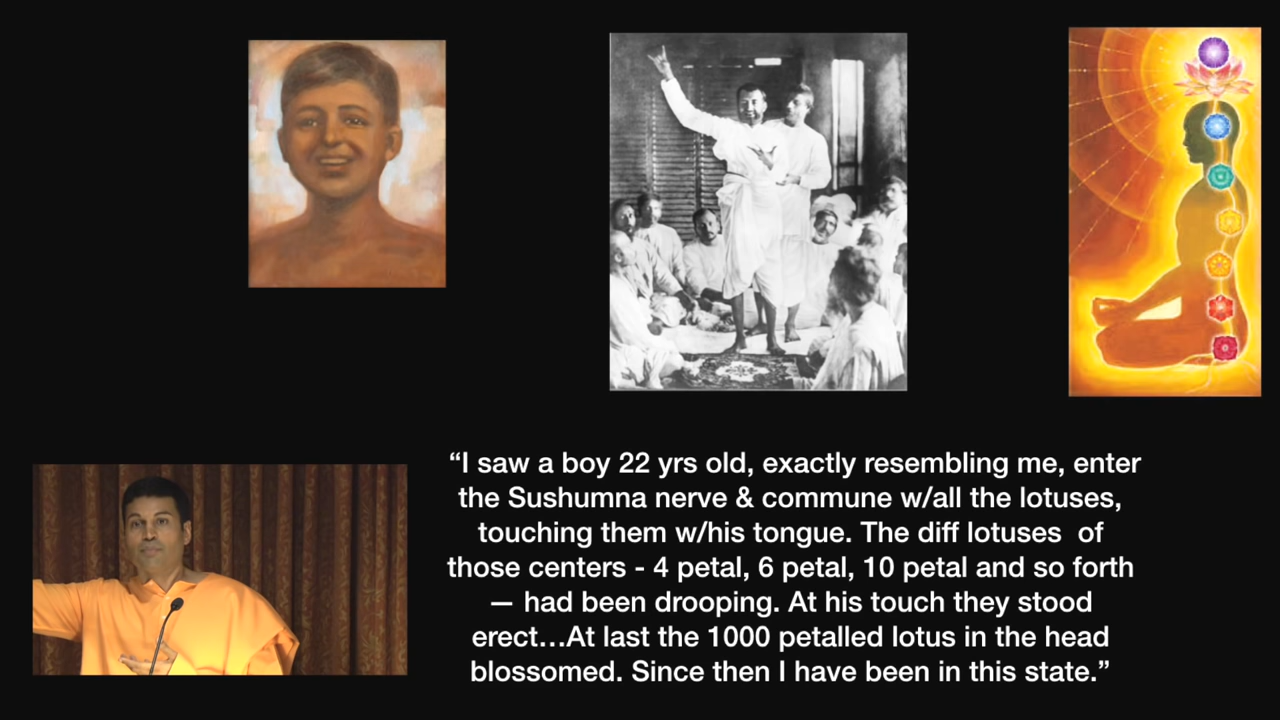 “I saw a boy 22 yrs old, exactly resembling me, enter
the Sushumna nerve & commune w/all the lotuses,
touching them w/his tongue. The diff lotuses  of
those centers - 4 petal, 6 petal, 10 petal and so forth
— had been drooping. At his touch they stood
erect…At last the 1000 petalled lotus in the head
blossomed. Since then I have been in this state.”